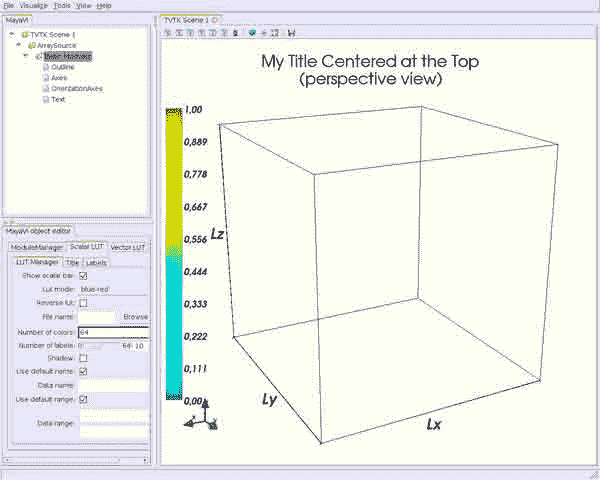 File Visualize Tools View Help
MayaVi
TVTK Scene 1
TVTK Scene 1
ArraySource
Outline
Axes
OrientationAxes
Text
My Title Centered at the Top
(perspective view)
1,00
0,889
0,778
0,667
0,556
0,444
0,333
0,222
0,111
0,00
Lz
Ly
Lx
MayaVi object editor
ModuleManager Scalar LUT Vector LUT
LUT Manager Title Labels
Show scalar bar:
Lut mode: blue-red
Reverse lut:
File name: Browse
Number of colors: 64
Number of labels: 64 10
Shadow:
Use default name:
Data name:
Use default range:
Data range: